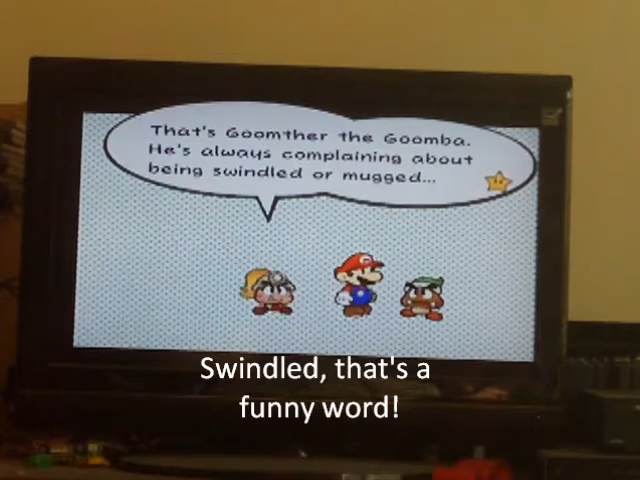 That's Goomther the Goomba.
He's always complaining about
being swindled or mugged...
Swindled, that's a
funny word!